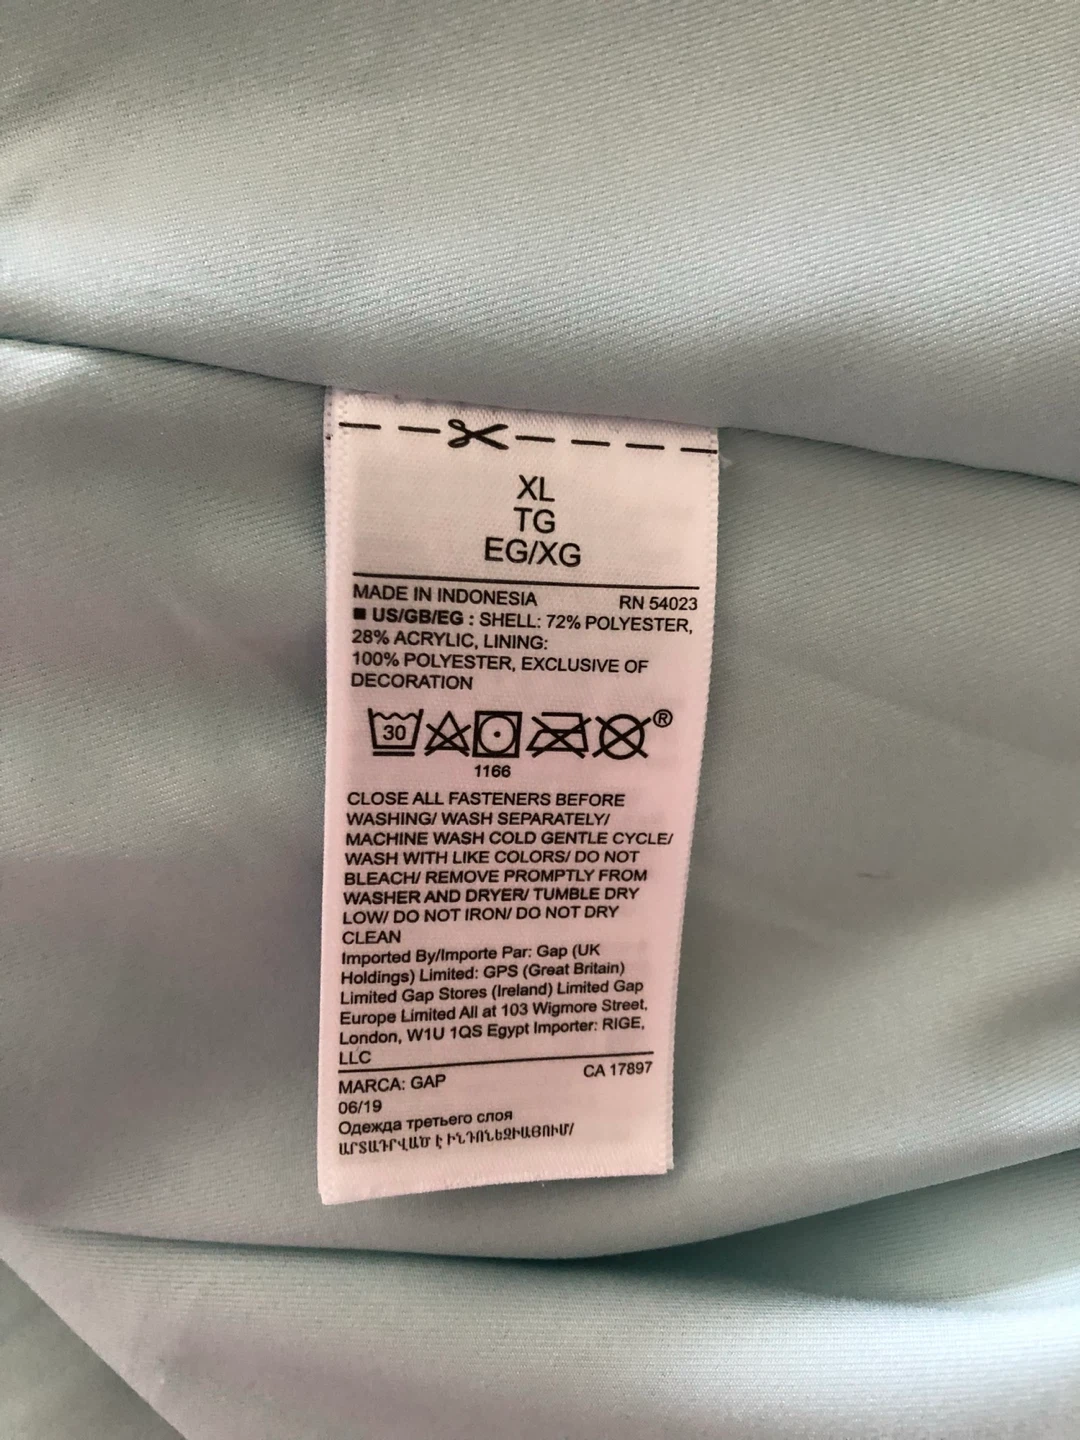 XL
TG
EG/XG
MADE IN INDONESIA RN 54023
■ US/GB/EG : SHELL: 72% POLYESTER,
28% ACRYLIC, LINING:
100% POLYESTER, EXCLUSIVE OF
DECORATION
30 ®
1166
CLOSE ALL FASTENERS BEFORE
WASHING/ WASH SEPARATELY/
MACHINE WASH COLD GENTLE CYCLE/
WASH WITH LIKE COLORS/ DO NOT
BLEACH/ REMOVE PROMPTLY FROM
WASHER AND DRYER/ TUMBLE DRY
LOW/ DO NOT IRON/ DO NOT DRY
CLEAN
Imported By/Importe Par: Gap (UK
Holdings) Limited: GPS (Great Britain)
Limited Gap Stores (Ireland) Limited Gap
Europe Limited All at 103 Wigmore Street,
London, W1U 1QS Egypt Importer: RIGE,
LLC
MARCA: GAP CA 17897
06/19
Одежда третьего слоя
ԱՐՏԱԴՐՎԱԾ Է ԻՆԴՈՆԵԶԻԱՅՈՒՄ/